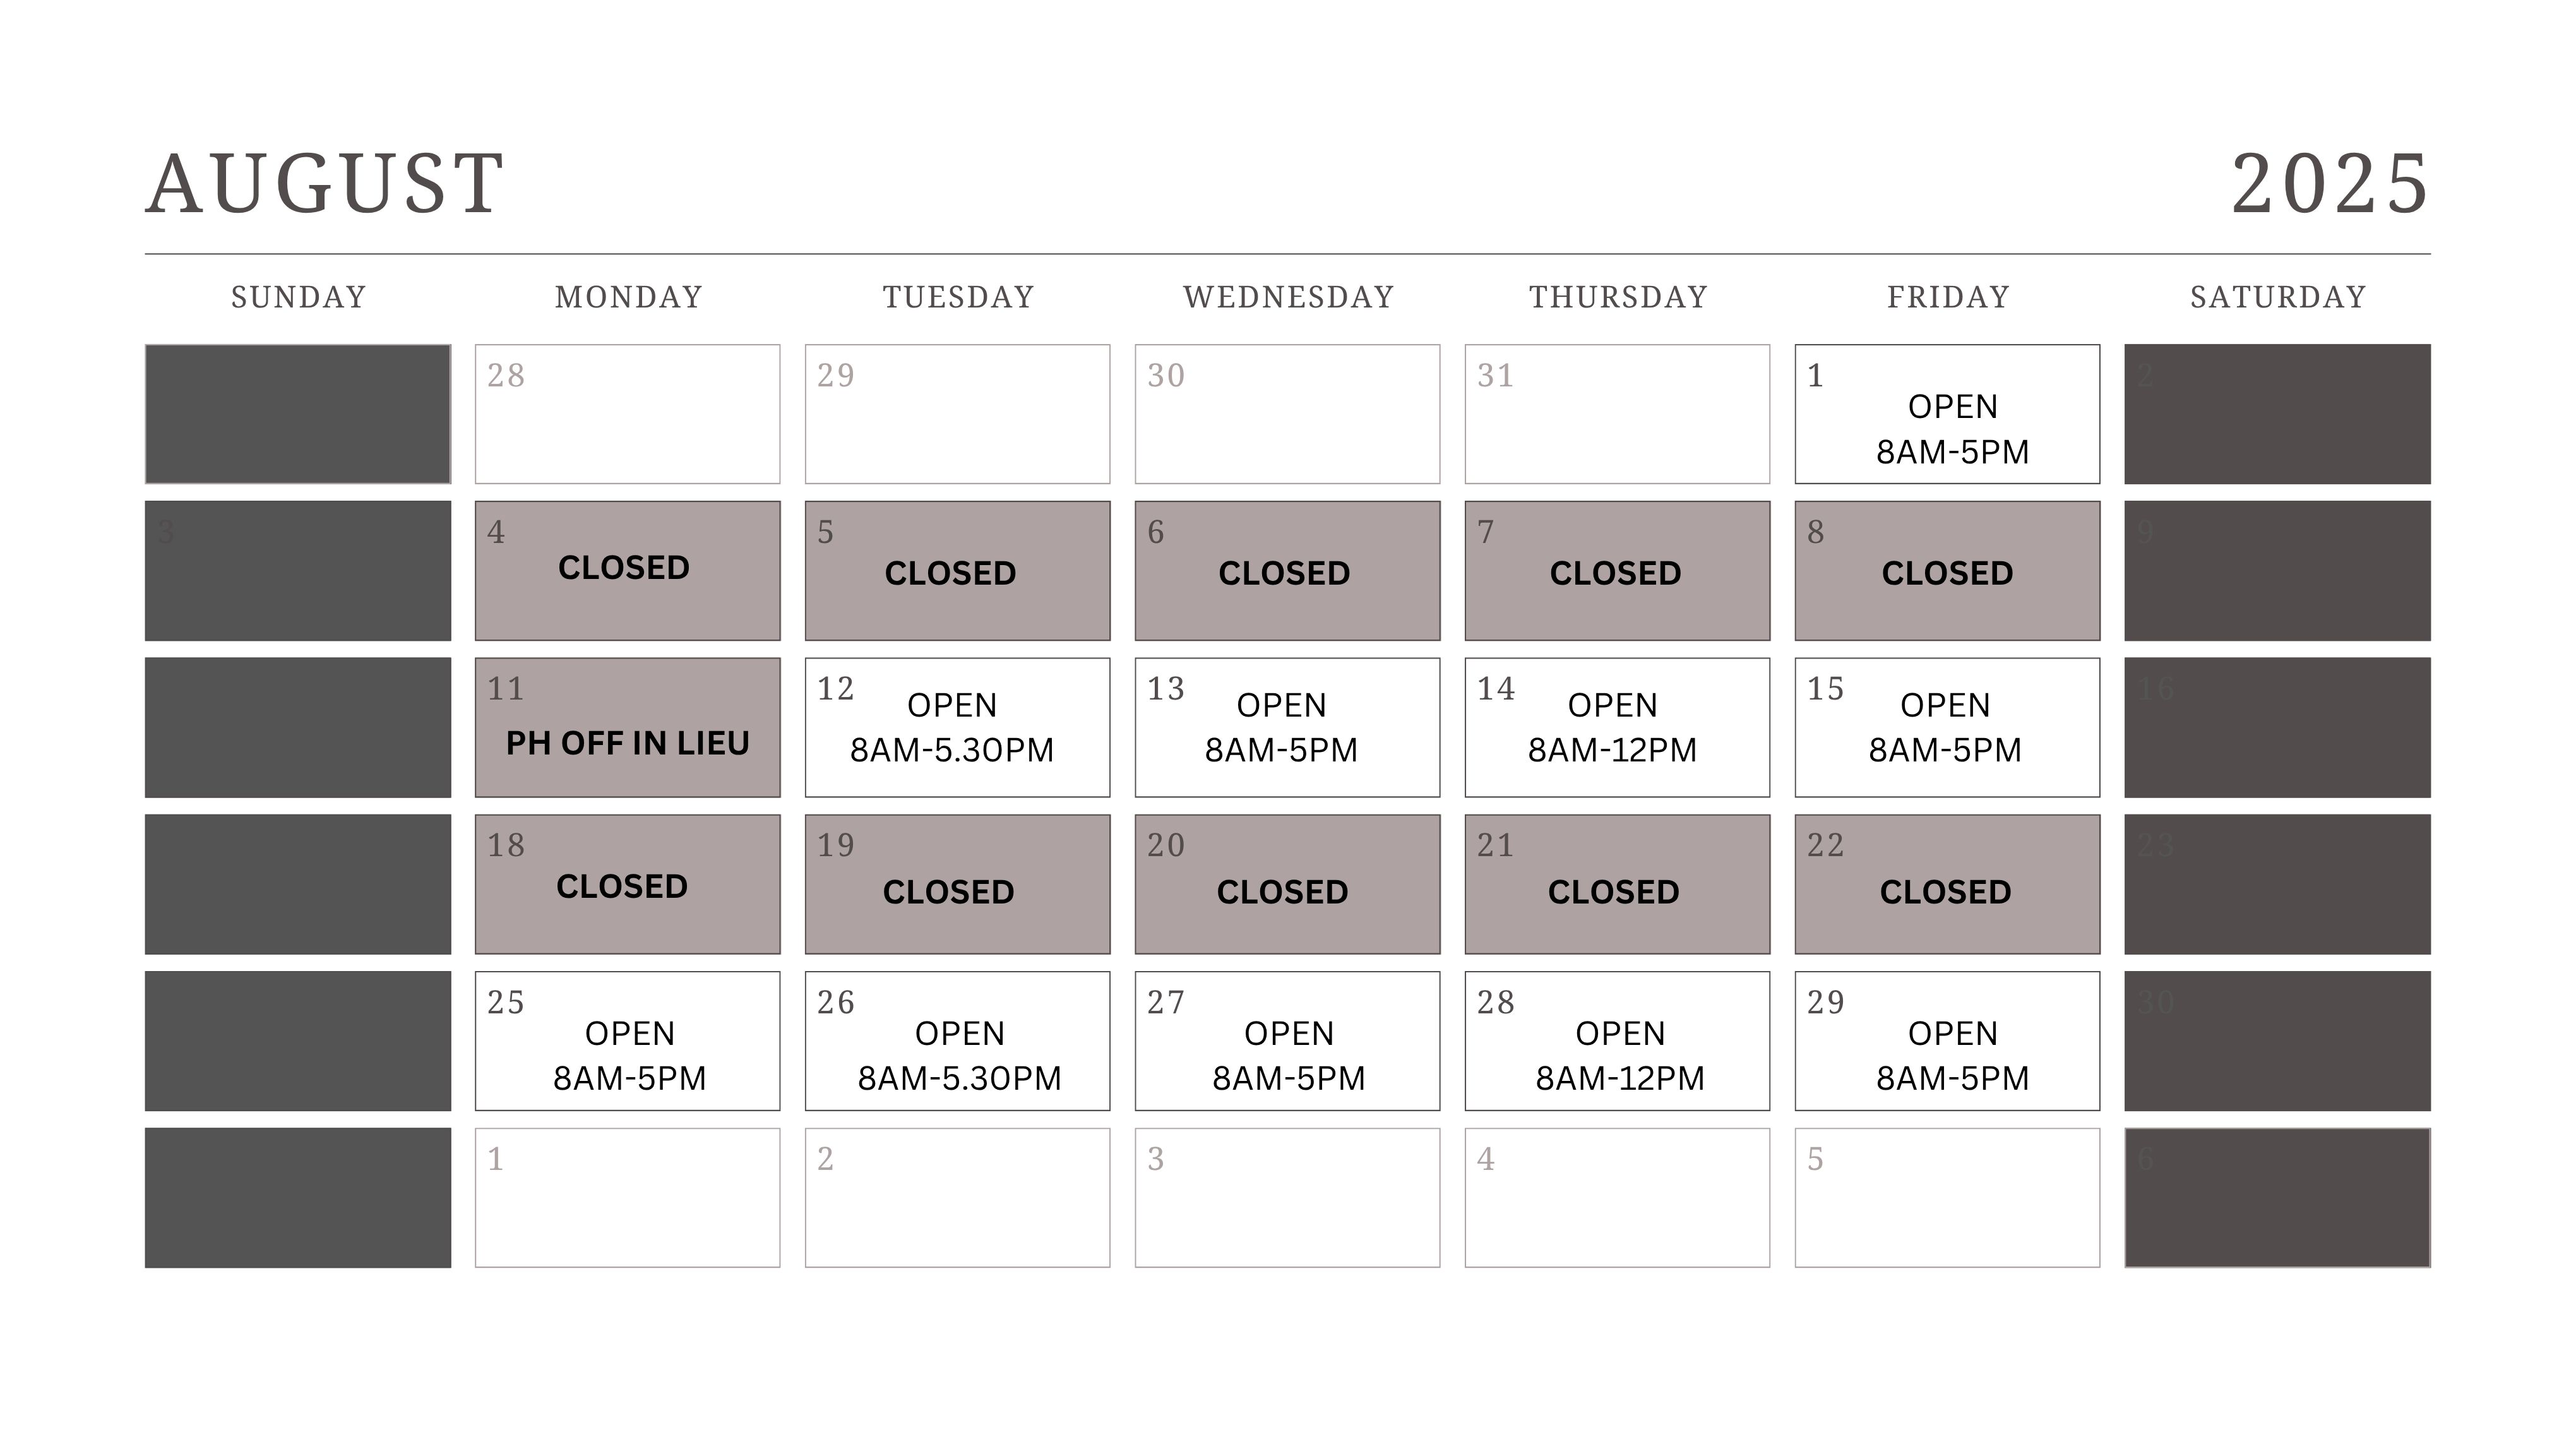 AUGUST 2025
SUNDAY MONDAY TUESDAY WEDNESDAY THURSDAY FRIDAY SATURDAY
28 29 30 31 1 2
OPEN
8AM-5PM
3 4 5 6 7 8 9
CLOSED CLOSED CLOSED CLOSED CLOSED
11 12 13 14 15 16
PH OFF IN LIEU OPEN OPEN OPEN OPEN
8AM-5.30PM 8AM-5PM 8AM-12PM 8AM-5PM
18 19 20 21 22 23
CLOSED CLOSED CLOSED CLOSED CLOSED
25 26 27 28 29 30
OPEN OPEN OPEN OPEN OPEN
8AM-5PM 8AM-5.30PM 8AM-5PM 8AM-12PM 8AM-5PM
1 2 3 4 5 6